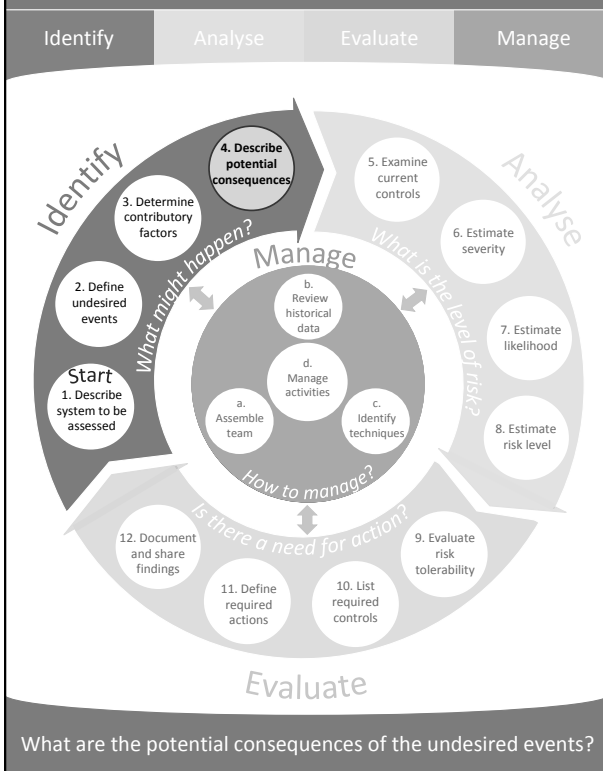 Identify
Analyse
Evaluate
Manage
Identify
What might happen?
Start
1. Describe
system to be
assessed
2. Define
undesired
events
3. Determine
contributory
factors
4. Describe
potential
consequences
Analyse
What is the level of risk?
5. Examine
current
controls
6. Estimate
severity
7. Estimate
likelihood
8. Estimate
risk level
Evaluate
Is there a need for action?
9. Evaluate
risk
tolerability
10. List
required
controls
11. Define
required
actions
12. Document
and share
findings
Manage
How to manage?
a.
Assemble
team
b.
Review
historical
data
c.
Identify
techniques
d.
Manage
activities
What are the potential consequences of the undesired events?